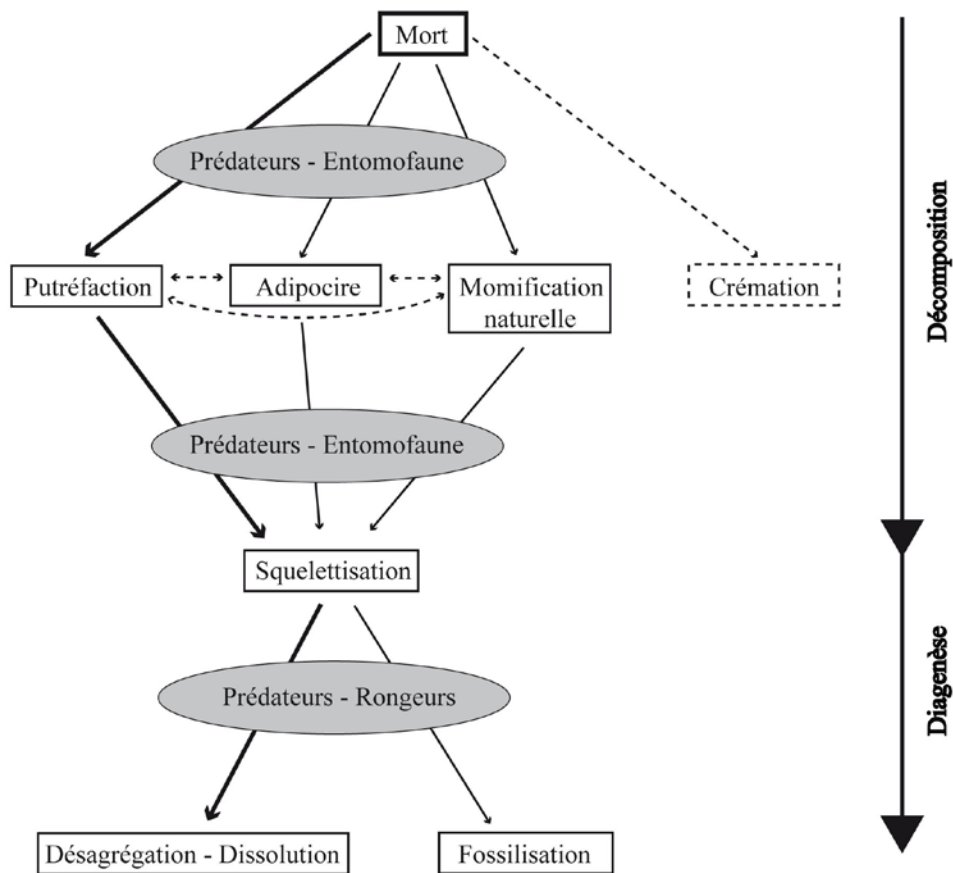 Mort
Prédateurs - Entomofaune
Putréfaction
Adipocire
Momification
naturelle
Crémation
Prédateurs - Entomofaune
Squelettisation
Prédateurs - Rongeurs
Désagrégation - Dissolution
Fossilisation
Décomposition
Diagenèse